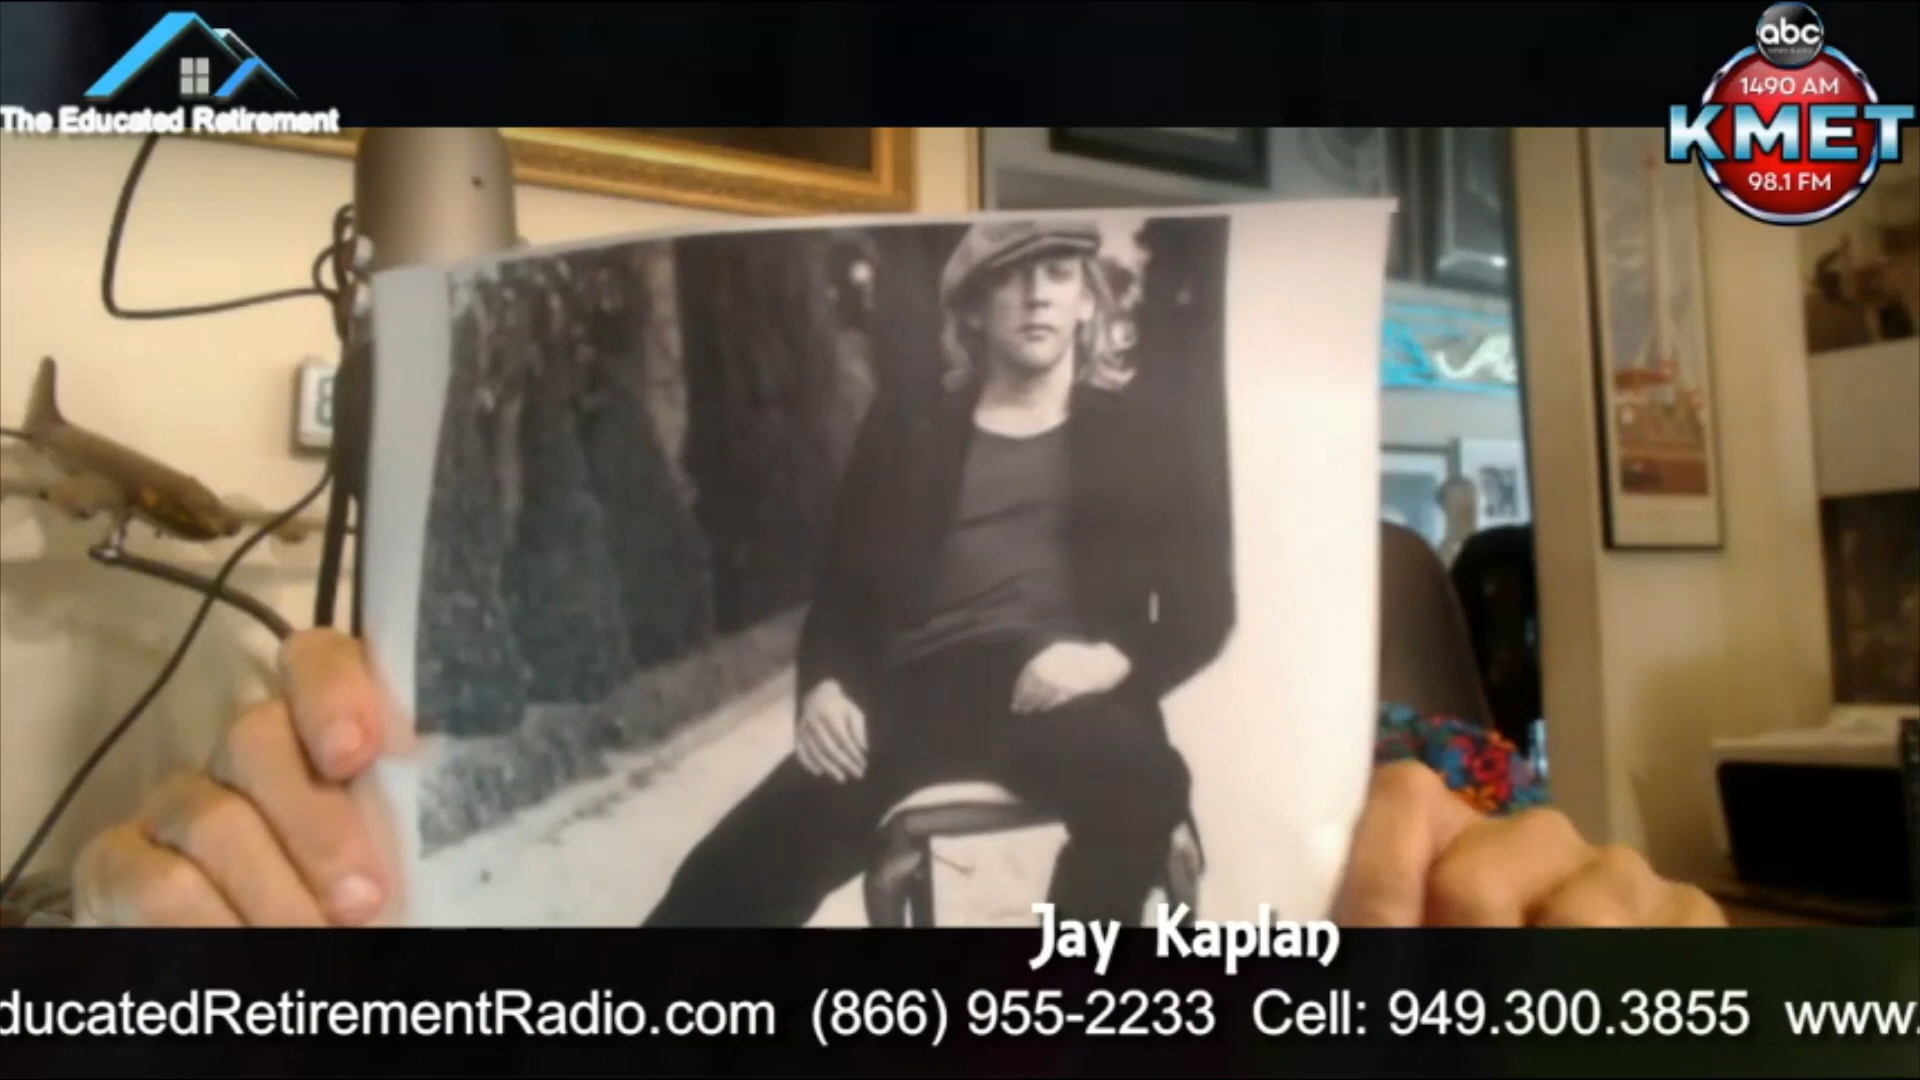 The Educated Retirement
abc
1490 AM
KMET
98.1 FM
Jay Kaplan
ducatedRetirementRadio.com (866) 955-2233 Cell: 949.300.3855 www.